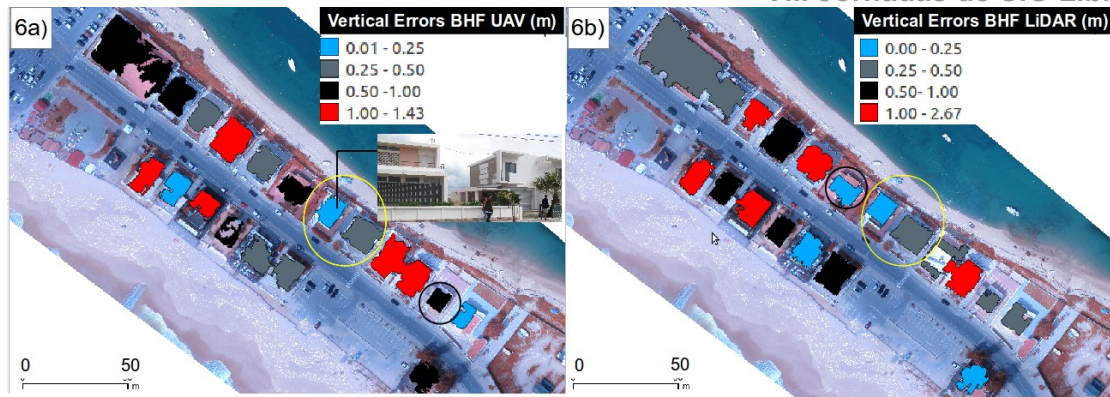 6a)
Vertical Errors BHF UAV (m)
0.01 - 0.25
0.25 - 0.50
0.50 -1.00
1.00 - 1.43
0
50
m
6b)
Vertical Errors BHF LiDAR (m)
0.00 - 0.25
0.25 - 0.50
0.50- 1.00
1.00 - 2.67
0
50
m